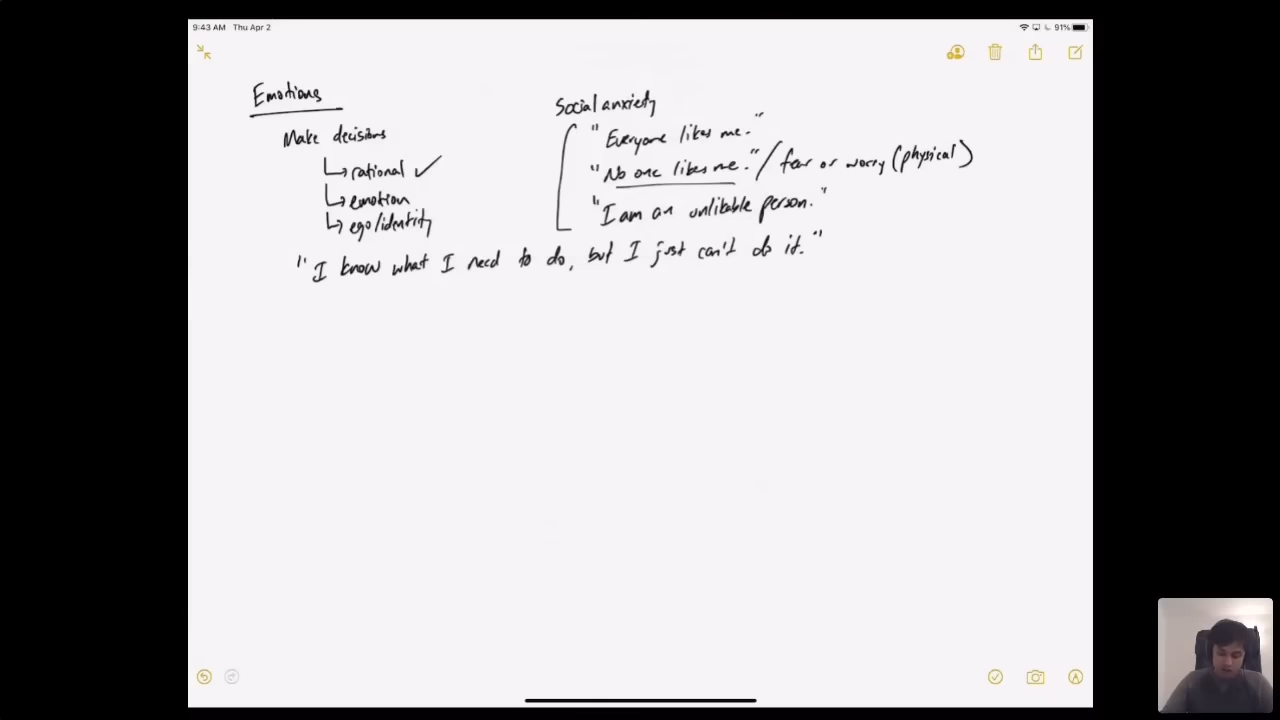 9:43 AM Thu Apr 2
91%
Emotions
Make decisions
↳ rational ✓
↳ emotion
↳ ego/identity
Social anxiety
"Everyone likes me."
"No one likes me." / fear or worry (physical)
"I am an unlikable person."
"I know what I need to do, but I just can't do it."